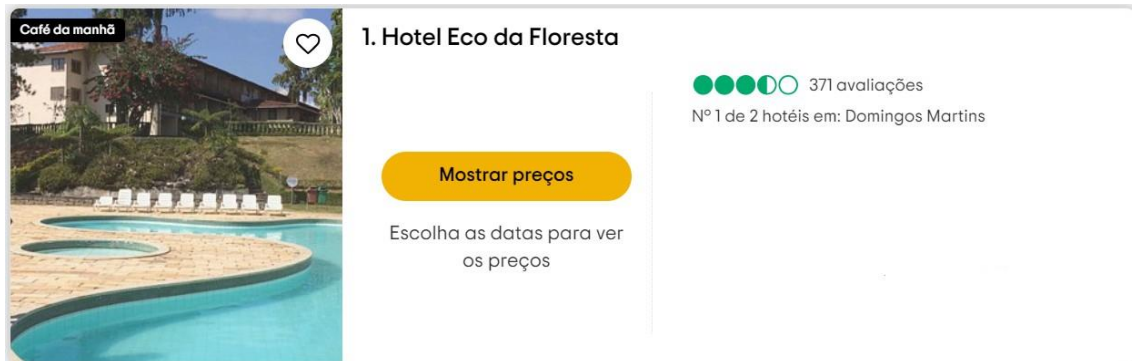 Café da manhã
1. Hotel Eco da Floresta
371 avaliações
Nº 1 de 2 hotéis em: Domingos Martins
Mostrar preços
Escolha as datas para ver
os preços